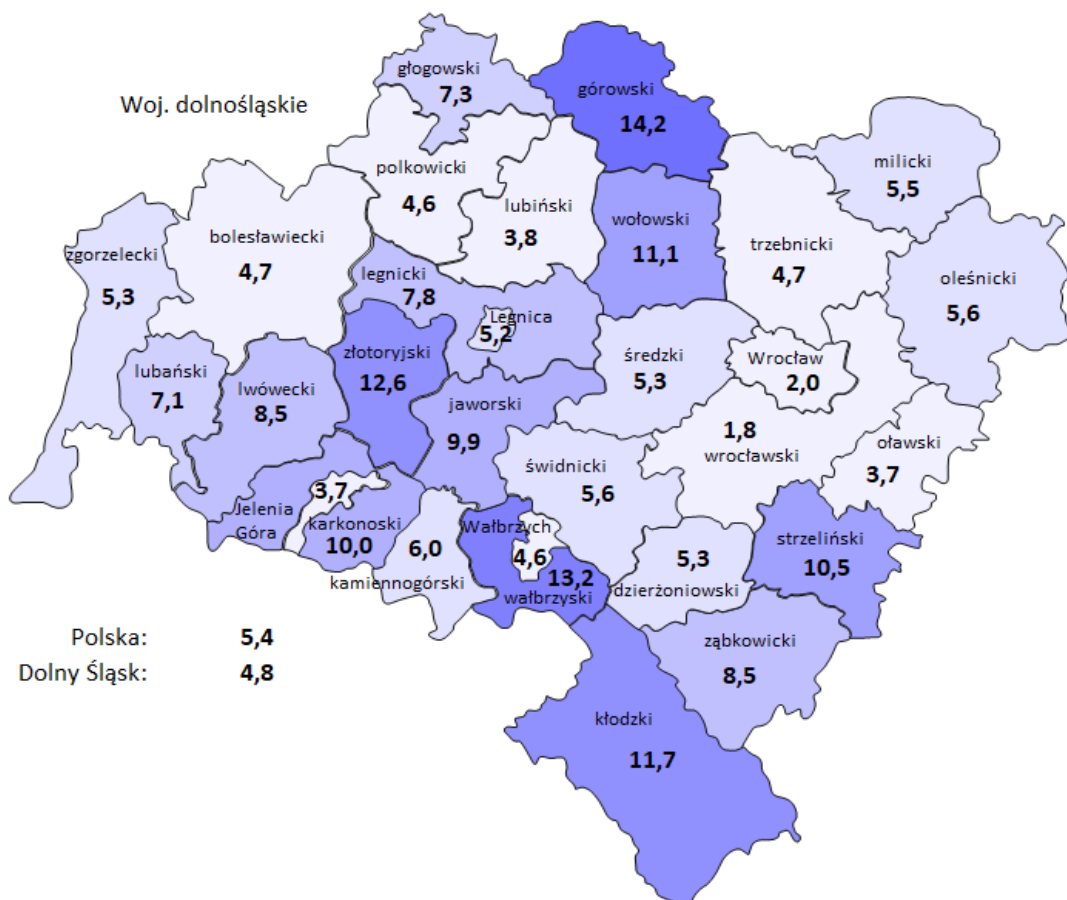 głogowski
7,3
Woj. dolnośląskie
górowski
14,2
milicki
5,5
polkowicki
4,6
lubiński
3,8
wołowski
11,1
trzebnicki
4,7
bolesławiecki
4,7
zgorzelecki
5,3
legnicki
7,8
oleśnicki
5,6
Legnica
5,2
złotoryjski
12,6
średzki
5,3
Wrocław
2,0
lubański
7,1
lwówecki
8,5
jaworski
9,9
1,8
wrocławski
oławski
3,7
świdnicki
5,6
3,7
Jelenia
Góra
karkonoski
10,0
6,0
kamiennogórski
Wałbrzych
4,6
13,2
wałbrzyski
5,3
dzierżoniowski
strzeliński
10,5
Polska: 5,4
Dolny Śląsk: 4,8
ząbkowicki
8,5
kłodzki
11,7